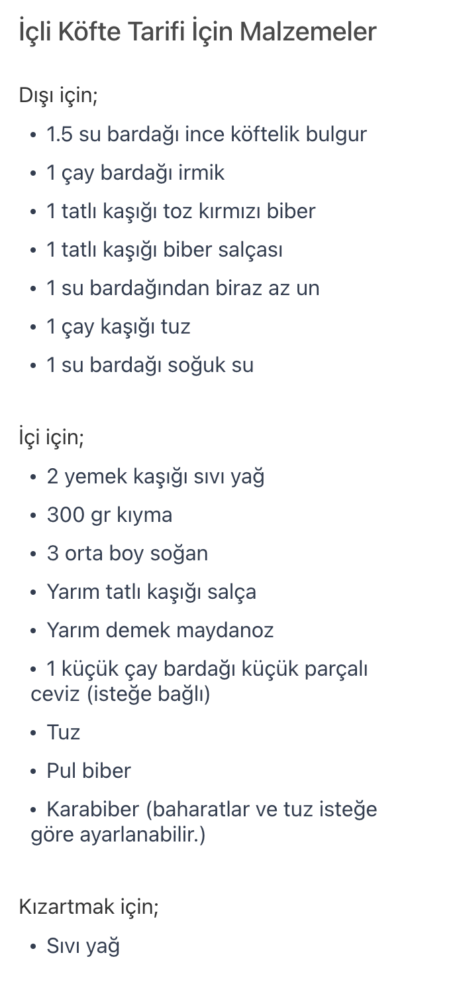 İçli Köfte Tarifi İçin Malzemeler
Dışı için;
• 1.5 su bardağı ince köftelik bulgur
• 1 çay bardağı irmik
• 1 tatlı kaşığı toz kırmızı biber
• 1 tatlı kaşığı biber salçası
• 1 su bardağından biraz az un
• 1 çay kaşığı tuz
• 1 su bardağı soğuk su
İçi için;
• 2 yemek kaşığı sıvı yağ
• 300 gr kıyma
• 3 orta boy soğan
• Yarım tatlı kaşığı salça
• Yarım demek maydanoz
• 1 küçük çay bardağı küçük parçalı
ceviz (isteğe bağlı)
• Tuz
• Pul biber
• Karabiber (baharatlar ve tuz isteğe
göre ayarlanabilir.)
Kızartmak için;
• Sıvı yağ